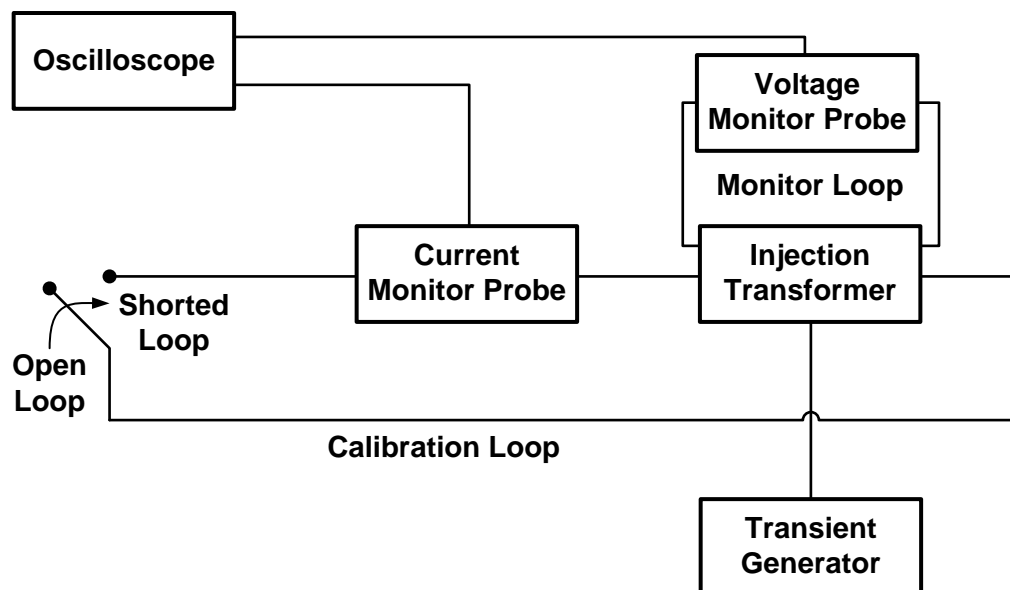 Oscilloscope
Voltage
Monitor Probe
Monitor Loop
Current
Monitor Probe
Injection
Transformer
Shorted
Loop
Open
Loop
Calibration Loop
Transient
Generator